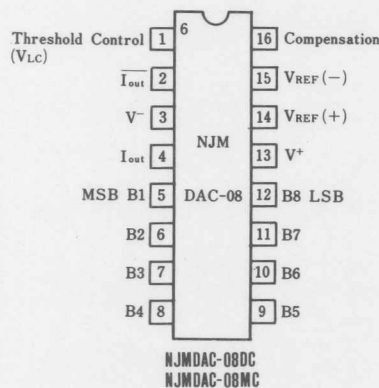 6
Threshold Control 1
(VLC)
16 Compensation
I̅o̅u̅t̅ 2
15 VREF(−)
V⁻ 3
14 VREF(+)
Iout 4
NJM
13 V⁺
MSB B1 5
DAC-08
12 B8 LSB
B2 6
11 B7
B3 7
10 B6
B4 8
9 B5
NJMDAC-08DC
NJMDAC-08MC